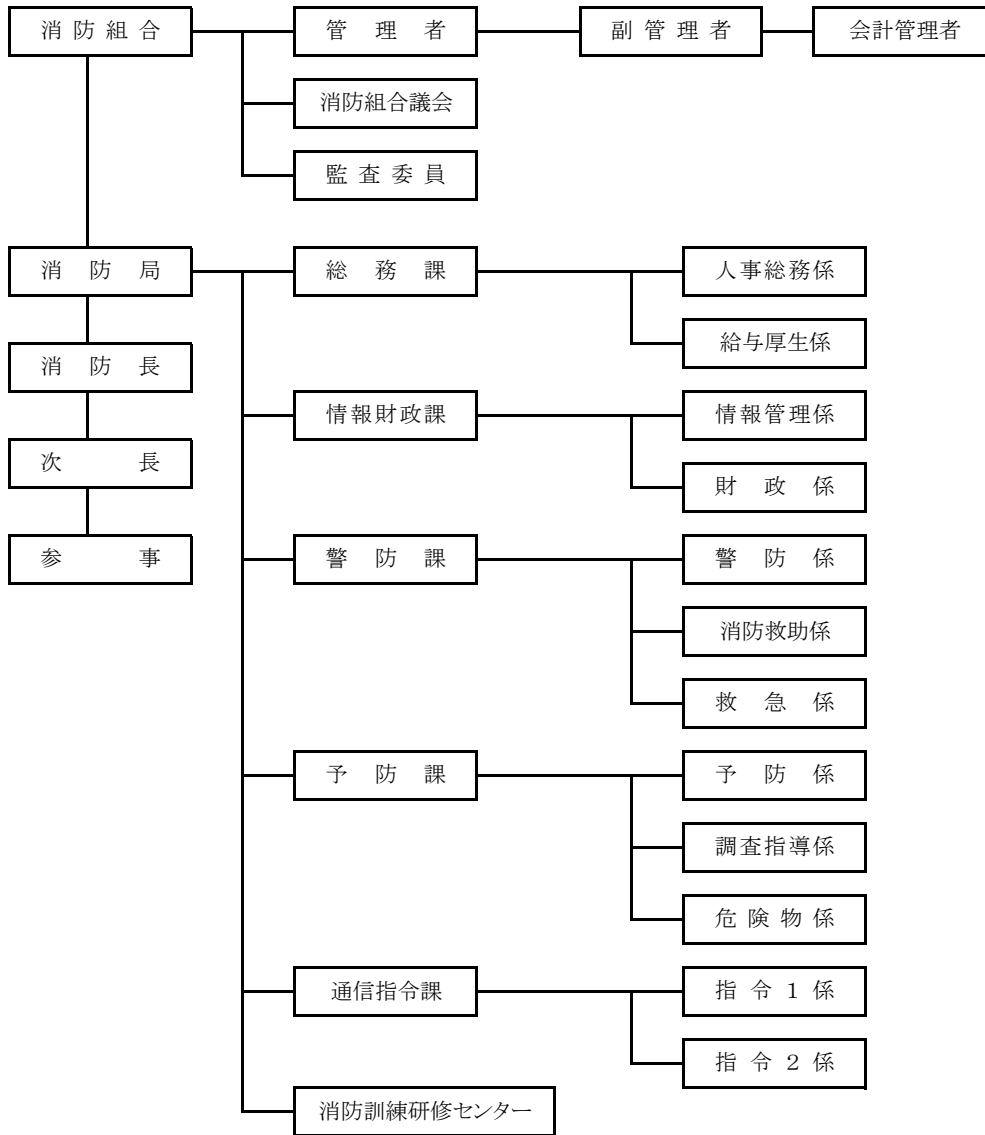 消防組合
管理者
副管理者
会計管理者
消防組合議会
監査委員
消防局
総務課
人事総務係
給与厚生係
消防長
情報財政課
情報管理係
次長
財政係
参事
警防課
警防係
消防救助係
救急係
予防課
予防係
調査指導係
危険物係
通信指令課
指令1係
指令2係
消防訓練研修センター